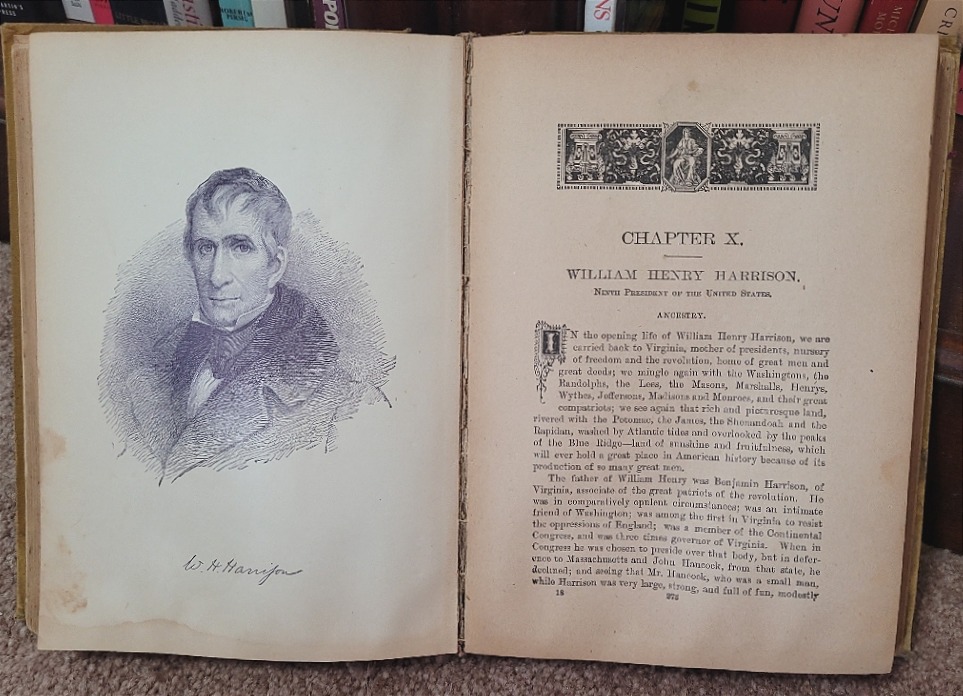 W. H. Harrison
CHAPTER X.
WILLIAM HENRY HARRISON,
NINTH PRESIDENT OF THE UNITED STATES.
ANCESTRY.
IN the opening life of William Henry Harrison, we are
carried back to Virginia, mother of presidents, nursery
of freedom and the revolution, home of great men and
great deeds; we mingle again with the Washingtons, the
Randolphs, the Lees, the Masons, Marshalls, Henrys,
Wythes, Jeffersons, Madisons and Monroes, and their great
compatriots; we see again that rich and picturesque land,
rivered with the Potomac, the James, the Shenandoah and the
Rapidan, washed by Atlantic tides and overlooked by the peaks
of the Blue Ridge—land of sunshine and fruitfulness, which
will ever hold a great place in American history because of its
production of so many great men.
The father of William Henry was Benjamin Harrison, of
Virginia, associate of the great patriots of the revolution. He
was in comparatively opulent circumstances; was an intimate
friend of Washington; was among the first in Virginia to resist
the oppressions of England; was a member of the Continental
Congress, and was three times governor of Virginia. When in
Congress he was chosen to preside over that body, but in defer-
ence to Massachusetts and John Hancock, from that state, he
declined; and seeing that Mr. Hancock, who was a small man,
while Harrison was very large, strong, and full of fun, modestly
18
273